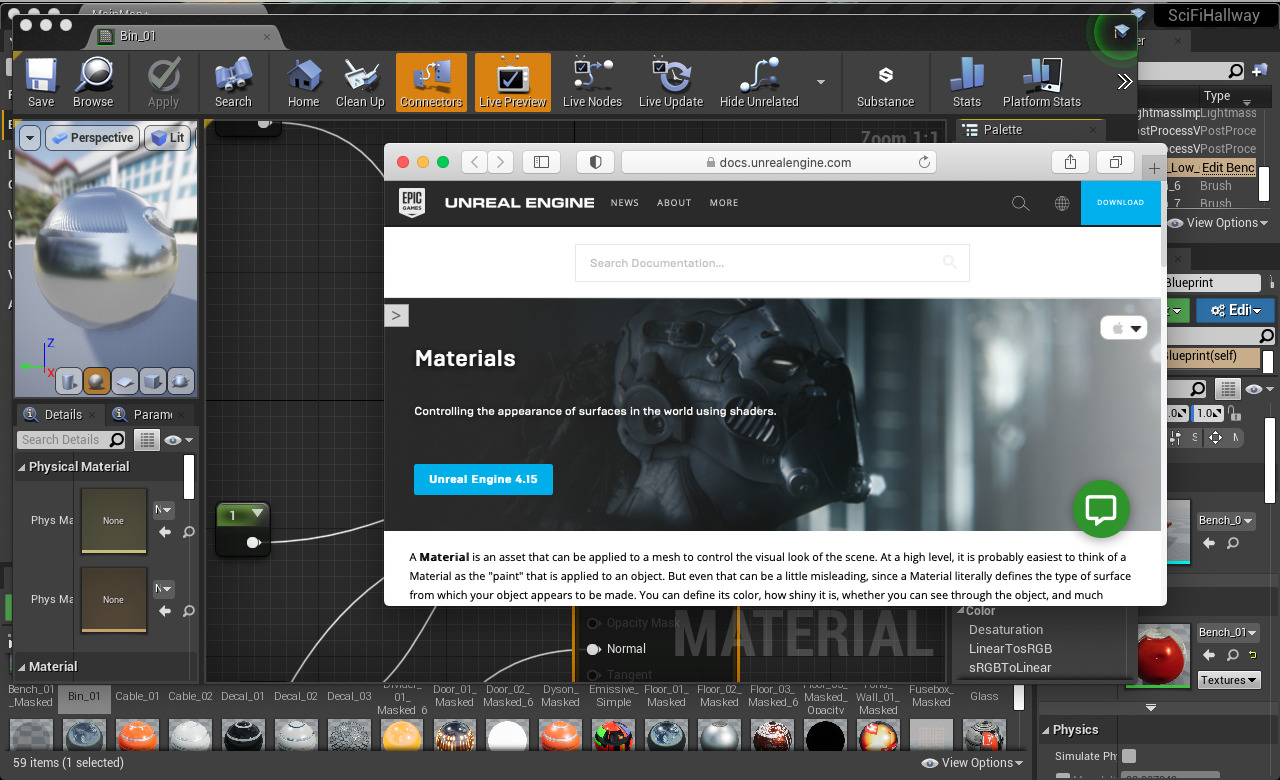 SciFiHallway
Bin_01
Save
Browse
Apply
Search
Home
Clean Up
Connectors
Live Preview
Live Nodes
Live Update
Hide Unrelated
Substance
Stats
Platform Stats
Type
Lightmass
PostProce
PostProce
_Low_ Edit Benc
_6 Brush
_7 Brush
View Options
Perspective
Lit
Zoom 1:1
Palette
docs.unrealengine.com
EPIC GAMES
UNREAL ENGINE
NEWS
ABOUT
MORE
DOWNLOAD
Search Documentation...
>
Materials
Controlling the appearance of surfaces in the world using shaders.
Unreal Engine 4.15
A Material is an asset that can be applied to a mesh to control the visual look of the scene. At a high level, it is probably easiest to think of a
Material as the "paint" that is applied to an object. But even that can be a little misleading, since a Material literally defines the type of surface
from which your object appears to be made. You can define its color, how shiny it is, whether you can see through the object, and much
Blueprint
Edit
Blueprint(self)
1.0
S
M
Z
X
Details
Param
Search Details
Physical Material
Phys Ma
None
N
Phys Ma
None
N
Material
1
Opacity Mask
Normal
Tangent
MATERIAL
Color
Desaturation
LinearTosRGB
sRGBToLinear
Bench_0
Bench_01
Textures
Physics
Simulate Phy
Bench_01_Masked
Bin_01
Cable_01
Cable_02
Decal_01
Decal_02
Decal_03
Divider_01_Masked_6
Door_01_Masked
Door_02_Masked_6
Dyson_Masked
Emissive_Simple
Floor_01_Masked
Floor_02_Masked
Floor_03_Masked_6
Floor_03_Masked_Opacity
Wall_01_Masked
Fusebox_Masked
Glass
59 items (1 selected)
View Options